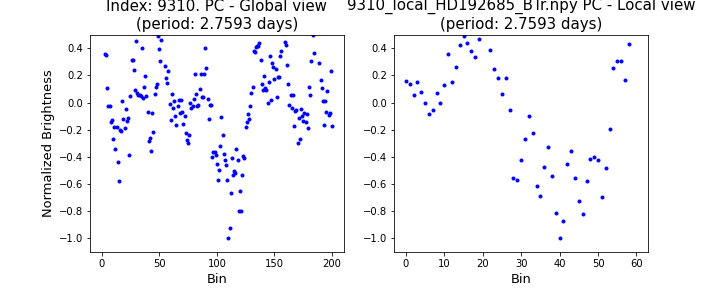 Index: 9310. PC - Global view
(period: 2.7593 days)
9310_local_HD192685_BTr.npy PC - Local view
(period: 2.7593 days)
Normalized Brightness
0.4
0.2
0.0
−0.2
−0.4
−0.6
−0.8
−1.0
0 50 100 150 200
Bin
0.4
0.2
0.0
−0.2
−0.4
−0.6
−0.8
−1.0
0 10 20 30 40 50 60
Bin